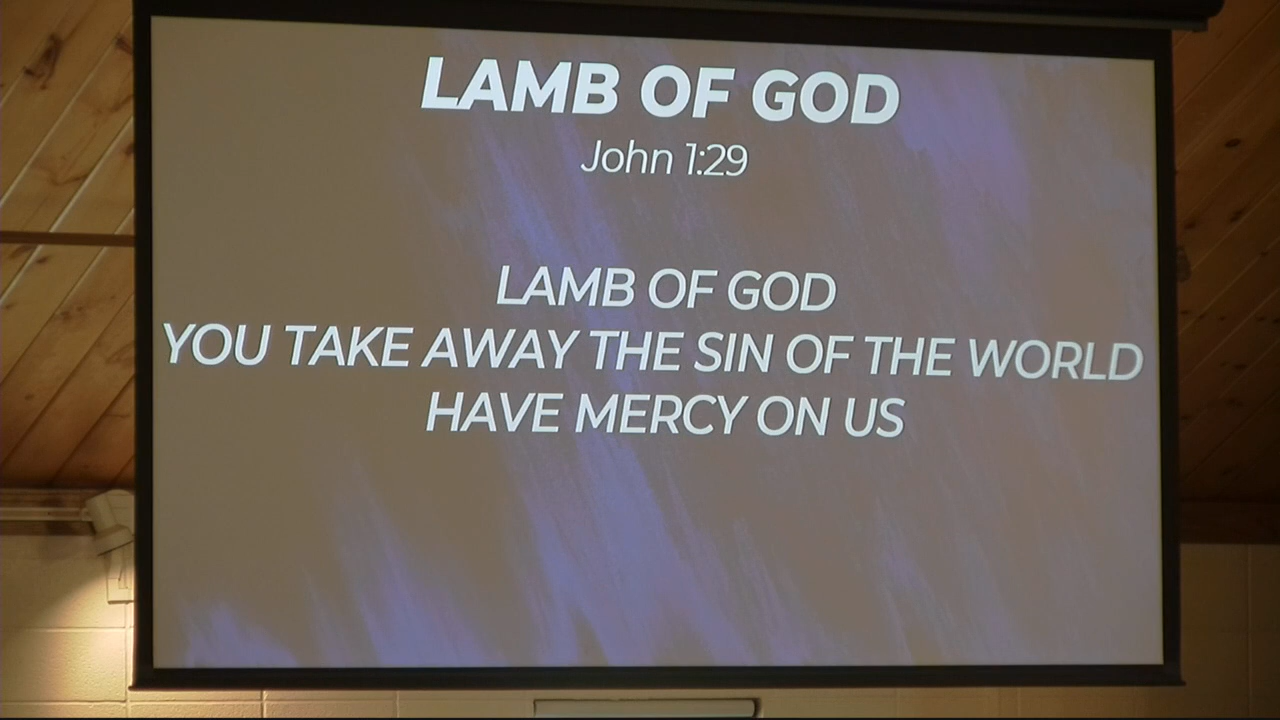 LAMB OF GOD
John 1:29
LAMB OF GOD
YOU TAKE AWAY THE SIN OF THE WORLD
HAVE MERCY ON US